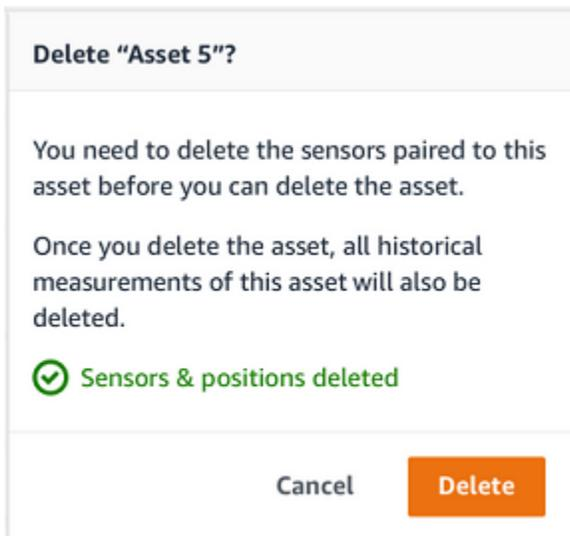 Delete “Asset 5”?
You need to delete the sensors paired to this
asset before you can delete the asset.
Once you delete the asset, all historical
measurements of this asset will also be
deleted.
Sensors & positions deleted
Cancel
Delete